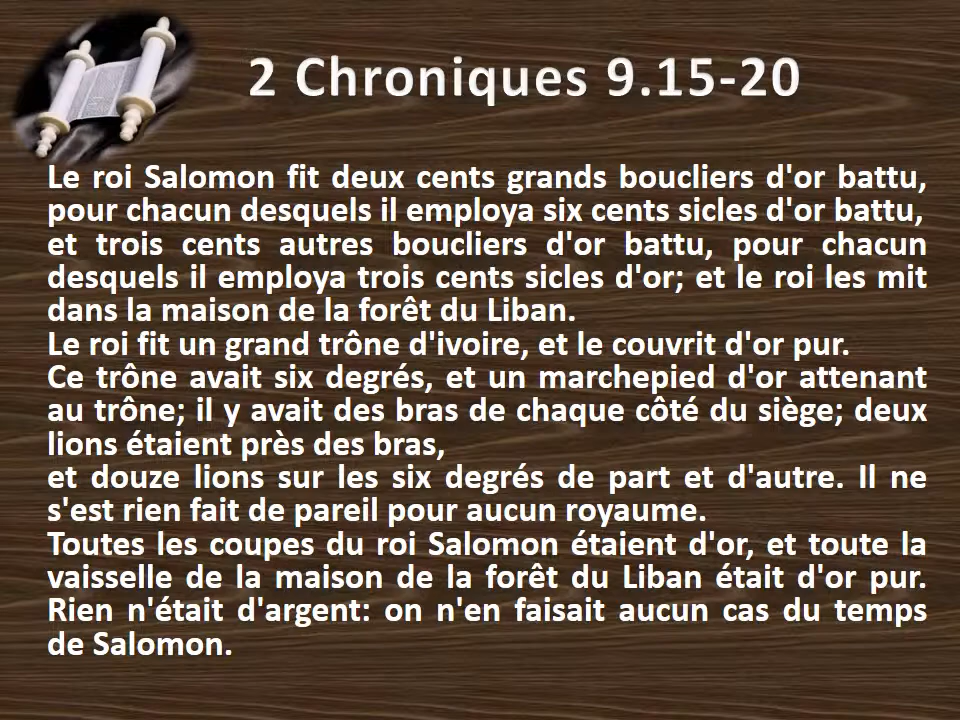 2 Chroniques 9.15-20
Le roi Salomon fit deux cents grands boucliers d'or battu,
pour chacun desquels il employa six cents sicles d'or battu,
et trois cents autres boucliers d'or battu, pour chacun
desquels il employa trois cents sicles d'or; et le roi les mit
dans la maison de la forêt du Liban.
Le roi fit un grand trône d'ivoire, et le couvrit d'or pur.
Ce trône avait six degrés, et un marchepied d'or attenant
au trône; il y avait des bras de chaque côté du siège; deux
lions étaient près des bras,
et douze lions sur les six degrés de part et d'autre. Il ne
s'est rien fait de pareil pour aucun royaume.
Toutes les coupes du roi Salomon étaient d'or, et toute la
vaisselle de la maison de la forêt du Liban était d'or pur.
Rien n'était d'argent: on n'en faisait aucun cas du temps
de Salomon.